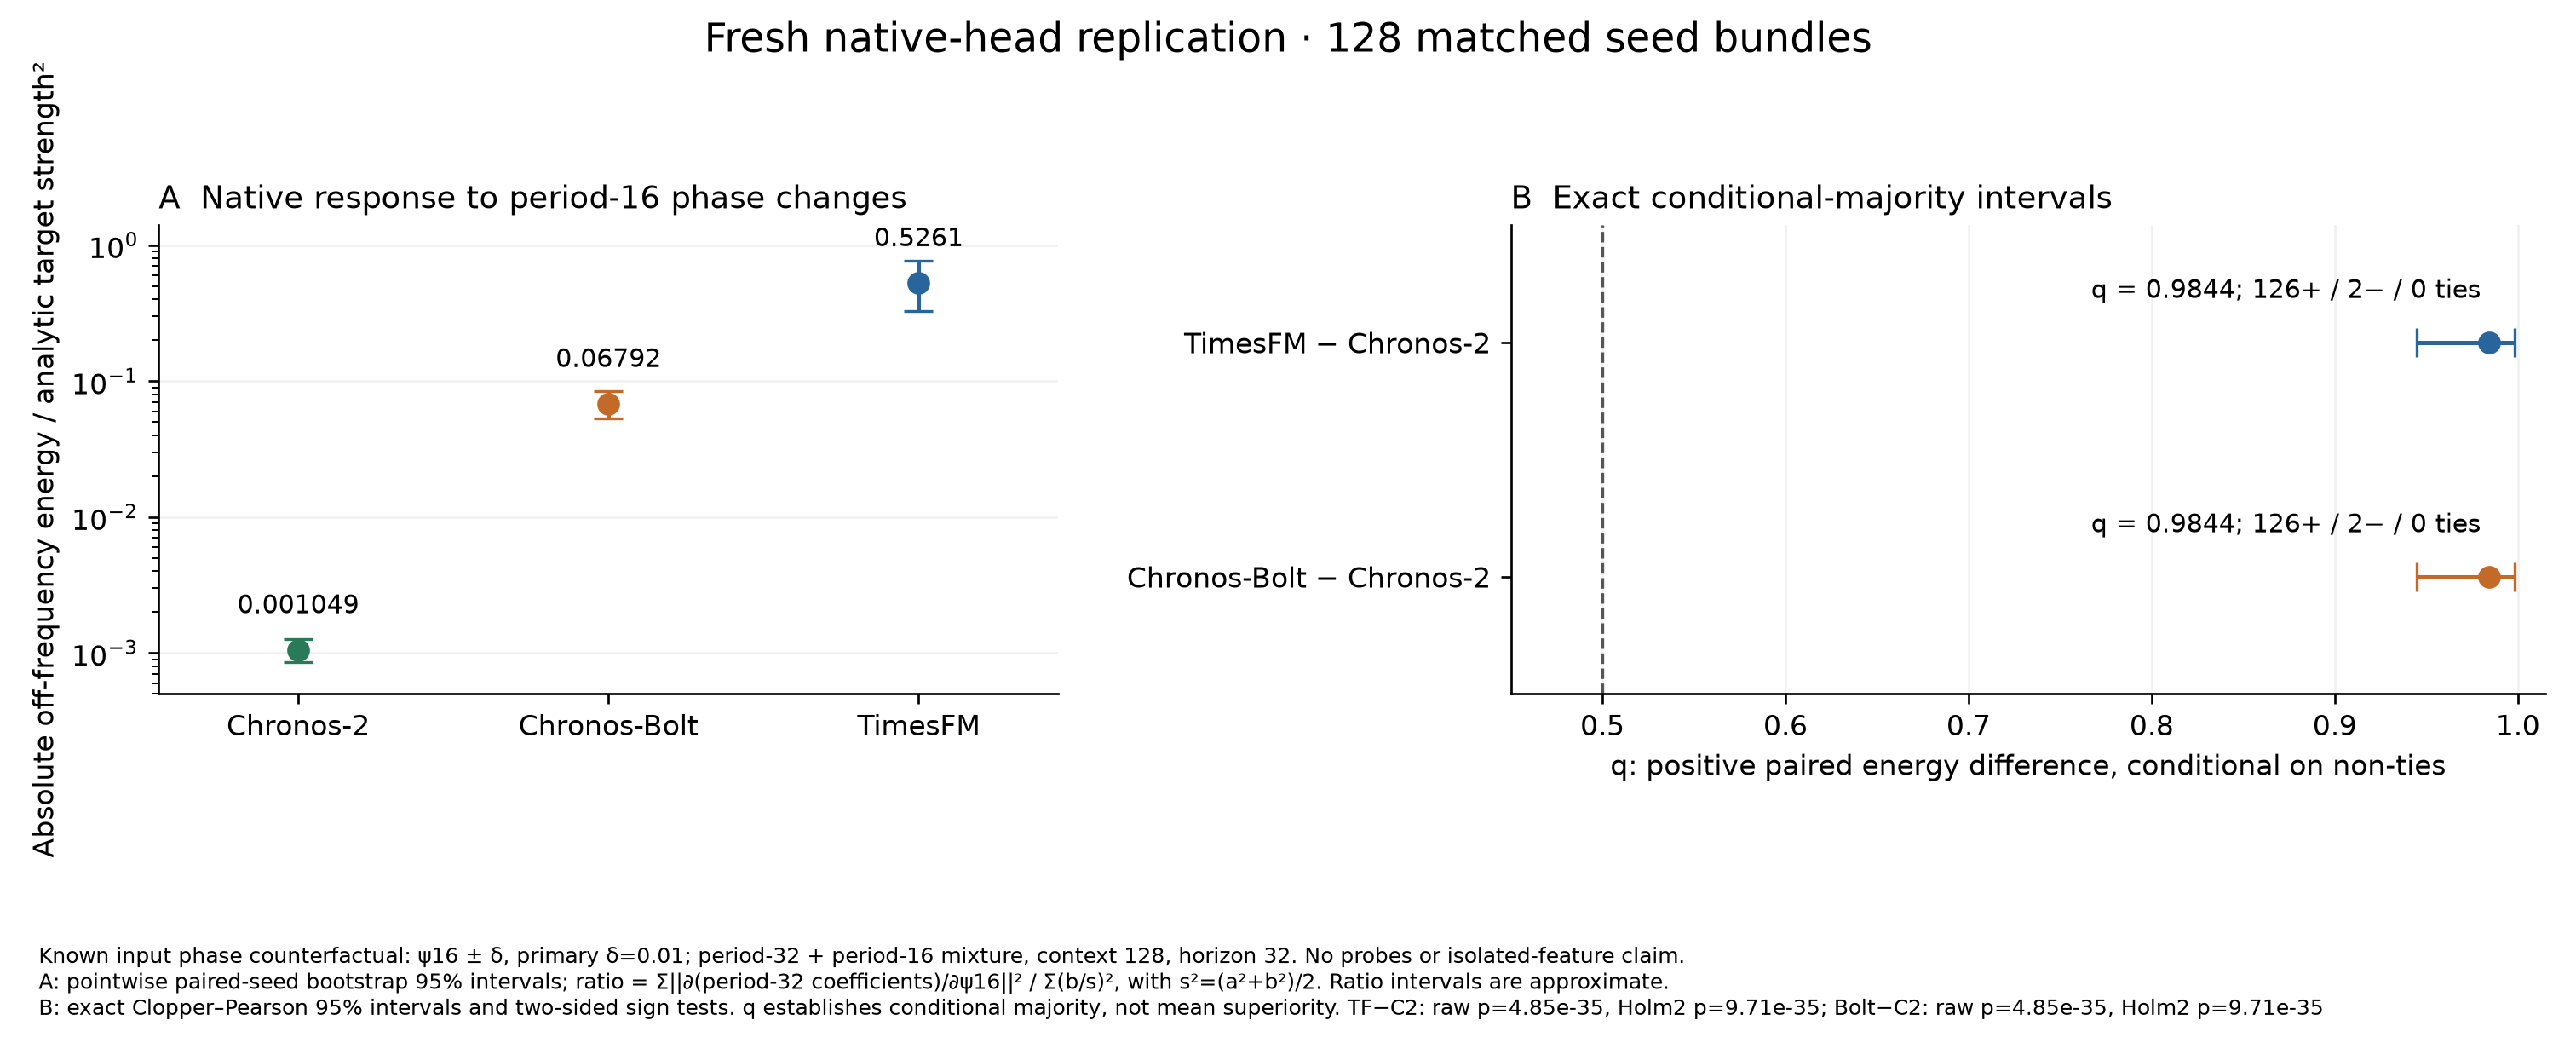 Fresh native-head replication · 128 matched seed bundles
Absolute off-frequency energy / analytic target strength²
A Native response to period-16 phase changes
10⁰
10⁻¹
10⁻²
10⁻³
0.001049
0.06792
0.5261
Chronos-2
Chronos-Bolt
TimesFM
B Exact conditional-majority intervals
TimesFM − Chronos-2
Chronos-Bolt − Chronos-2
q = 0.9844; 126+ / 2− / 0 ties
q = 0.9844; 126+ / 2− / 0 ties
0.5
0.6
0.7
0.8
0.9
1.0
q: positive paired energy difference, conditional on non-ties
Known input phase counterfactual: ψ16 ± δ, primary δ=0.01; period-32 + period-16 mixture, context 128, horizon 32. No probes or isolated-feature claim.
A: pointwise paired-seed bootstrap 95% intervals; ratio = Σ||∂(period-32 coefficients)/∂ψ16||² / Σ(b/s)², with s²=(a²+b²)/2. Ratio intervals are approximate.
B: exact Clopper–Pearson 95% intervals and two-sided sign tests. q establishes conditional majority, not mean superiority. TF−C2: raw p=4.85e-35, Holm2 p=9.71e-35; Bolt−C2: raw p=4.85e-35, Holm2 p=9.71e-35